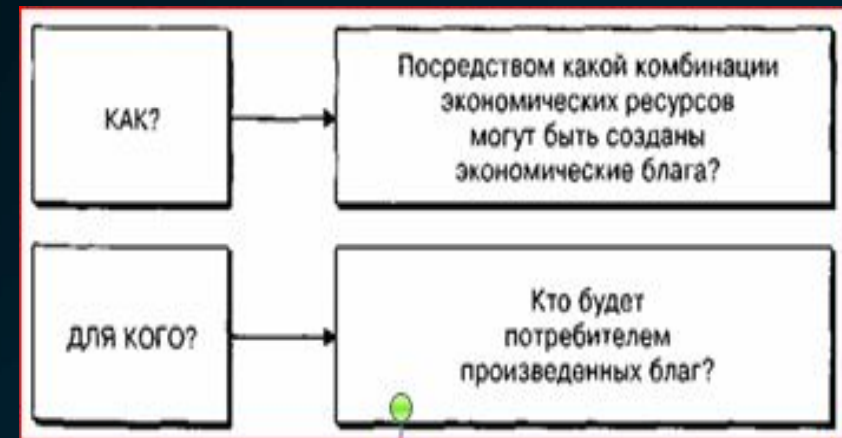 КАК?
Посредством какой комбинации
экономических ресурсов
могут быть созданы
экономические блага?
ДЛЯ КОГО?
Кто будет
потребителем
произведенных благ?